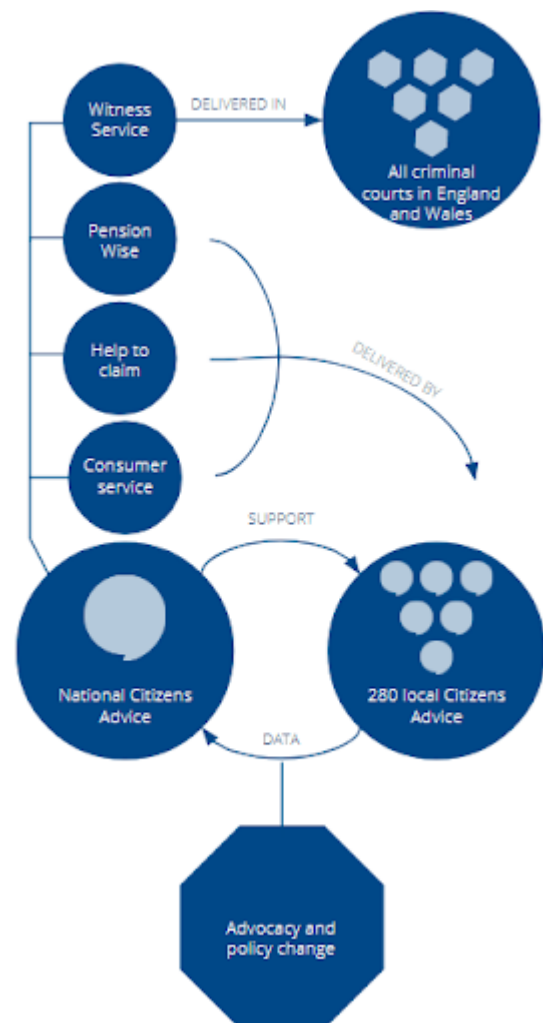 Witness
Service
DELIVERED IN
All criminal
courts in England
and Wales
Pension
Wise
Help to
claim
DELIVERED BY
Consumer
service
SUPPORT
National Citizens
Advice
280 local Citizens
Advice
DATA
Advocacy and
policy change